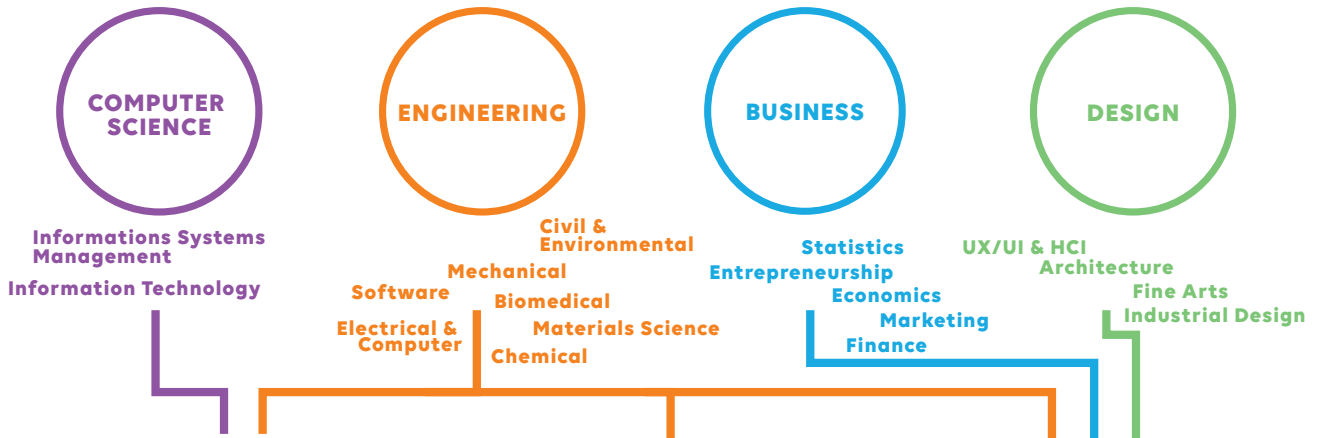 COMPUTER
SCIENCE
ENGINEERING
BUSINESS
DESIGN
Informations Systems
Management
Information Technology
Civil &
Environmental
Mechanical
Software
Biomedical
Electrical &
Computer
Materials Science
Chemical
Statistics
Entrepreneurship
Economics
Marketing
Finance
UX/UI & HCI
Architecture
Fine Arts
Industrial Design